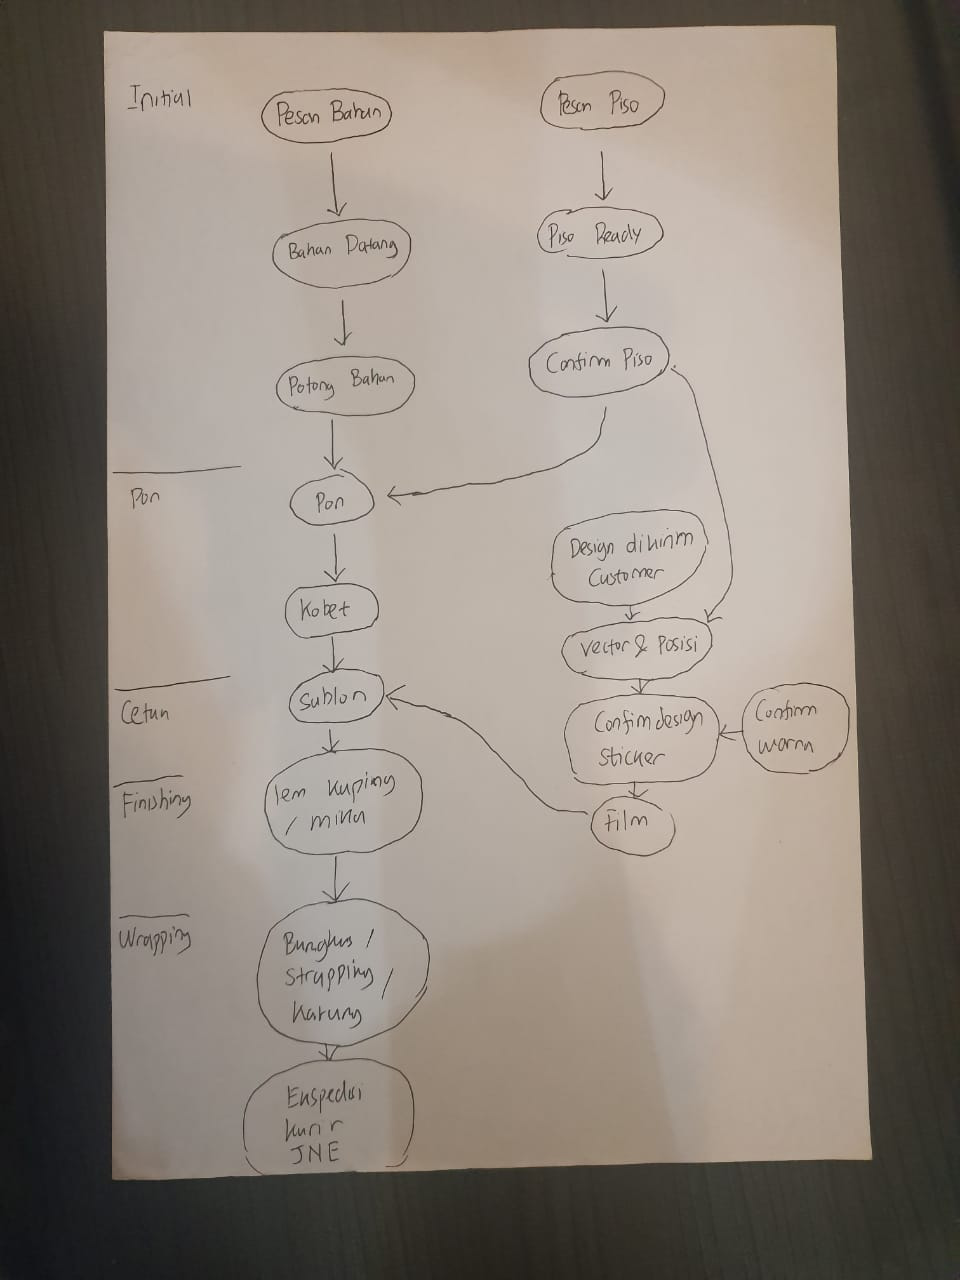 Initial
Pesan Bahan
Pesan Piso
Bahan Datang
Piso Ready
Potong Bahan
Confirm Piso
Pon
Pon
Design dikirim
Customer
Kobet
Vector & Posisi
Cetak
Sablon
Confim design
Sticker
Confirm
warna
Finishing
lem kuping
/ mika
Film
Wrapping
Bungkus /
Strapping /
Karung
Ekspedisi
kurir
JNE